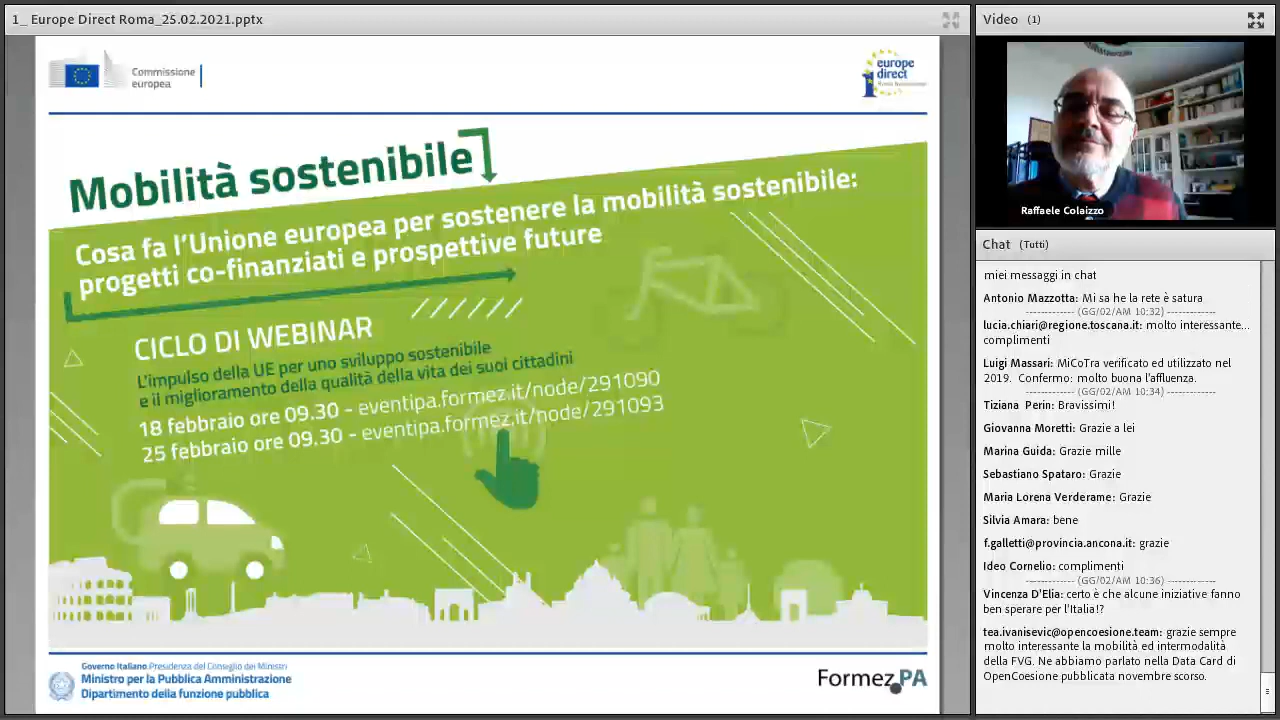 1_ Europe Direct Roma_25.02.2021.pptx
Commissione
europea
europe
direct
Mobilità sostenibile
Cosa fa l'Unione europea per sostenere la mobilità sostenibile:
progetti co-finanziati e prospettive future
CICLO DI WEBINAR
L'impulso della UE per uno sviluppo sostenibile
e il miglioramento della qualità della vita dei suoi cittadini
18 febbraio ore 09.30 - eventipa.formez.it/node/291090
25 febbraio ore 09.30 - eventipa.formez.it/node/291093
Governo Italiano Presidenza del Consiglio dei Ministri
Ministro per la Pubblica Amministrazione
Dipartimento della funzione pubblica
Formez PA
Video (1)
Raffaele Colaizzo
Chat (Tutti)
miei messaggi in chat
Antonio Mazzotta: Mi sa he la rete è satura
------------ (GG/02/AM 10:32) ------------
lucia.chiari@regione.toscana.it: molto interessante...
complimenti
Luigi Massari: MiCoTra verificato ed utilizzato nel
2019. Confermo: molto buona l'affluenza.
------------ (GG/02/AM 10:34) ------------
Tiziana Perin: Bravissimi!
Giovanna Moretti: Grazie a lei
Marina Guida: Grazie mille
Sebastiano Spataro: Grazie
Maria Lorena Verderame: Grazie
Silvia Amara: bene
f.galletti@provincia.ancona.it: grazie
Ideo Cornelio: complimenti
------------ (GG/02/AM 10:36) ------------
Vincenza D'Elia: certo è che alcune iniziative fanno
ben sperare per l'Italia!?
tea.ivanisevic@opencoesione.team: grazie sempre
molto interessante la mobilità ed intermodalità
della FVG. Ne abbiamo parlato nella Data Card di
OpenCoesione pubblicata novembre scorso.